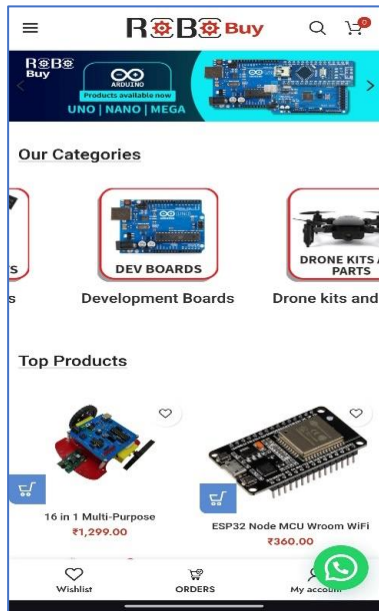 ROBO Buy
0
ROBO
Buy
ARDUINO
Products available now
UNO | NANO | MEGA
Our Categories
S
DEV BOARDS
DRONE KITS A
PARTS
s
Development Boards
Drone kits and
Top Products
16 in 1 Multi-Purpose
₹1,299.00
ESP32 Node MCU Wroom WiFi
₹360.00
Wishlist
ORDERS
My account